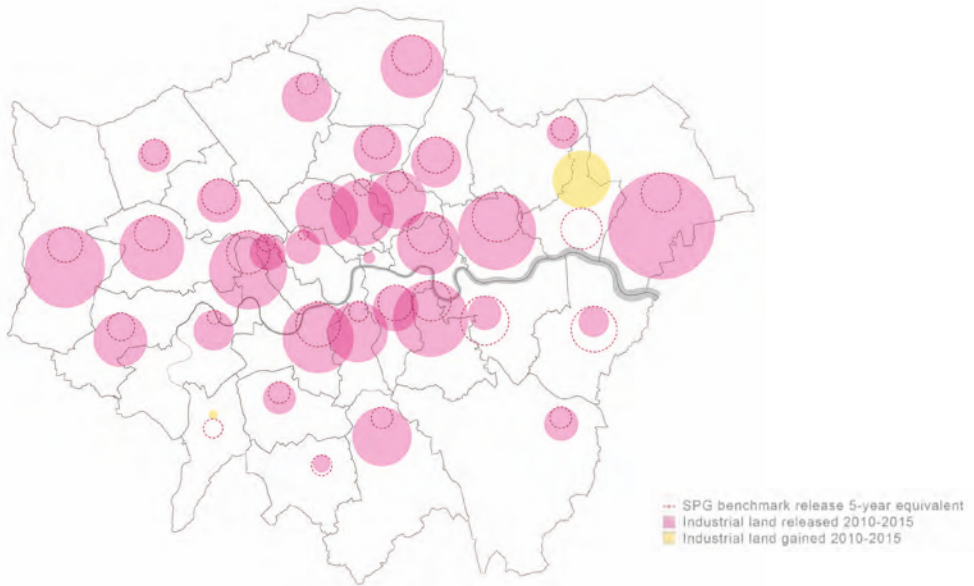 SPG benchmark release 5-year equivalent
Industrial land released 2010-2015
Industrial land gained 2010-2015